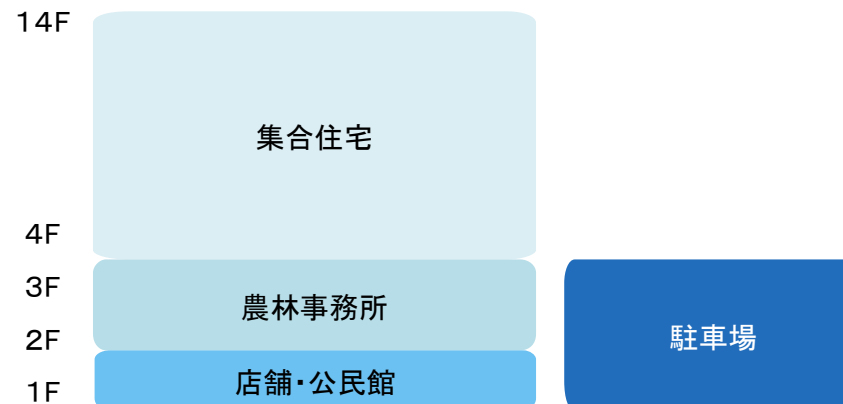 14F
集合住宅
4F
3F
農林事務所
2F
駐車場
店舗・公民館
1F